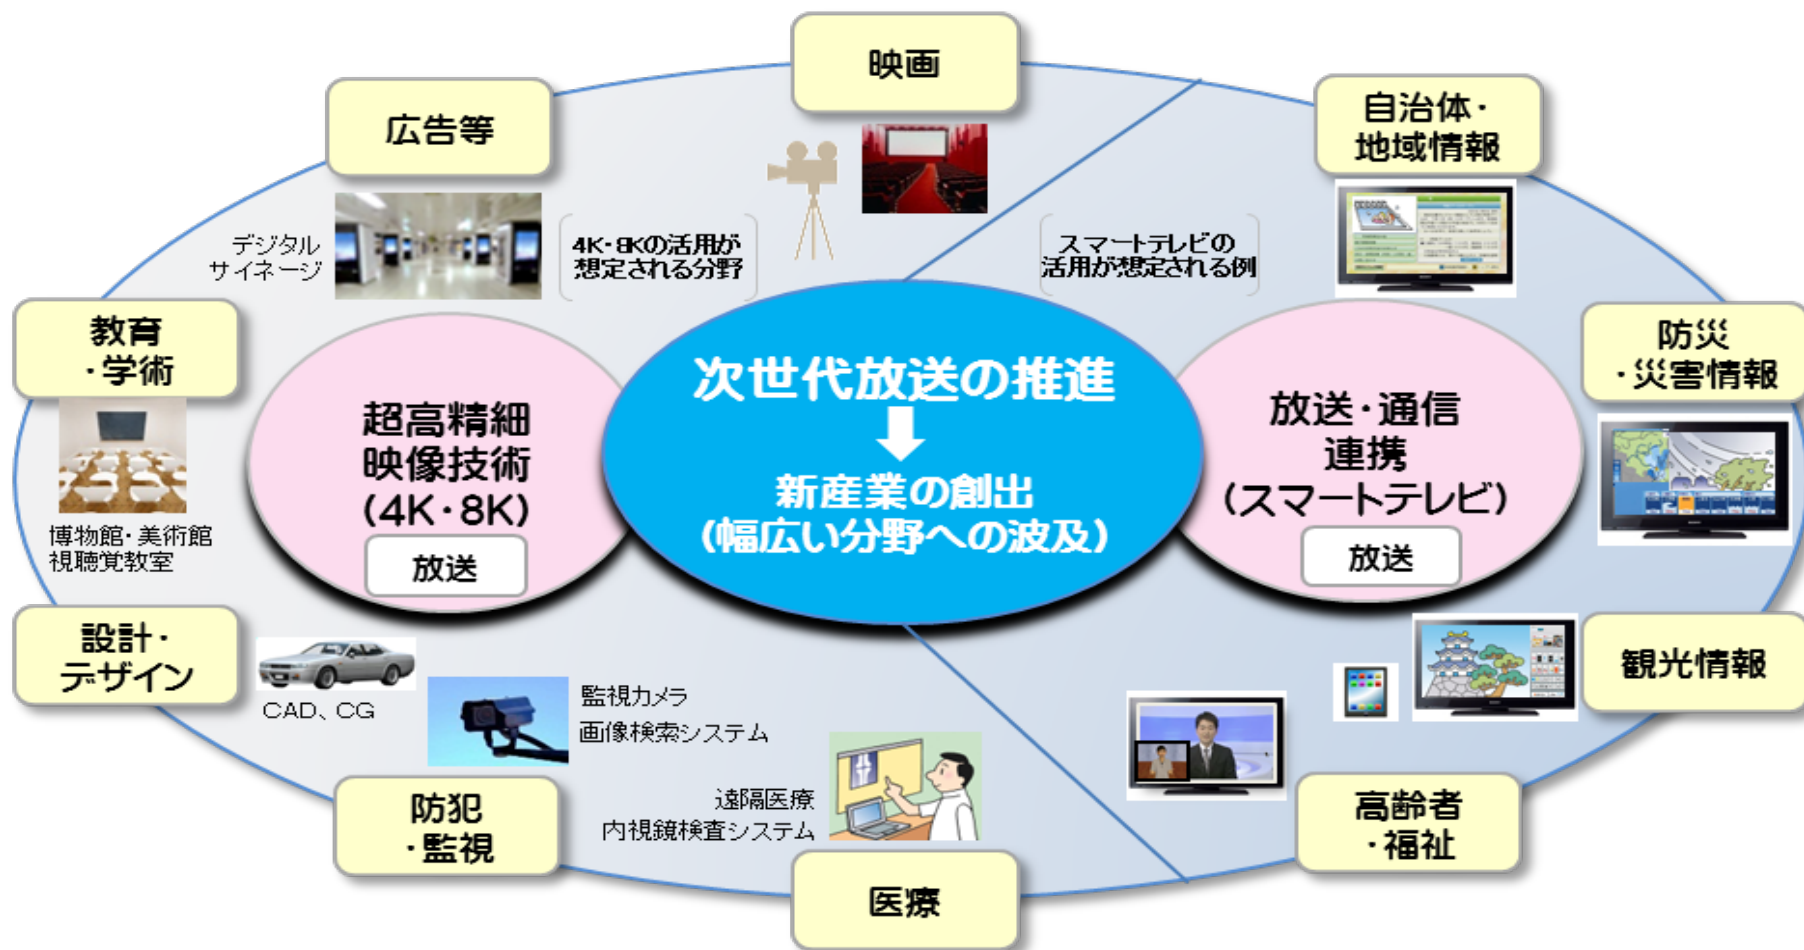 映画
広告等
自治体・
地域情報
デジタル
サイネージ
4K・8Kの活用が
想定される分野
スマートテレビの
活用が想定される例
教育
・学術
防災
・災害情報
超高精細
映像技術
(4K・8K)
放送
次世代放送の推進
新産業の創出
(幅広い分野への波及)
放送・通信
連携
(スマートテレビ)
放送
博物館・美術館
視聴覚教室
設計・
デザイン
CAD、CG
監視カメラ
画像検索システム
観光情報
防犯
・監視
遠隔医療
内視鏡検査システム
高齢者
・福祉
医療